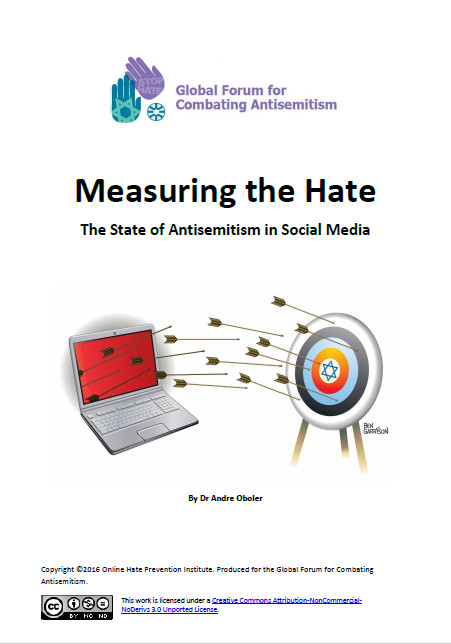 STOP
HATE
Global Forum for
Combating Antisemitism
Measuring the Hate
The State of Antisemitism in Social Media
BEN
GARRISON
By Dr Andre Oboler
Copyright ©2016 Online Hate Prevention Institute. Produced for the Global Forum for Combating
Antisemitism.
CC BY NC ND
This work is licensed under a Creative Commons Attribution-NonCommercial-
NoDerivs 3.0 Unported License.